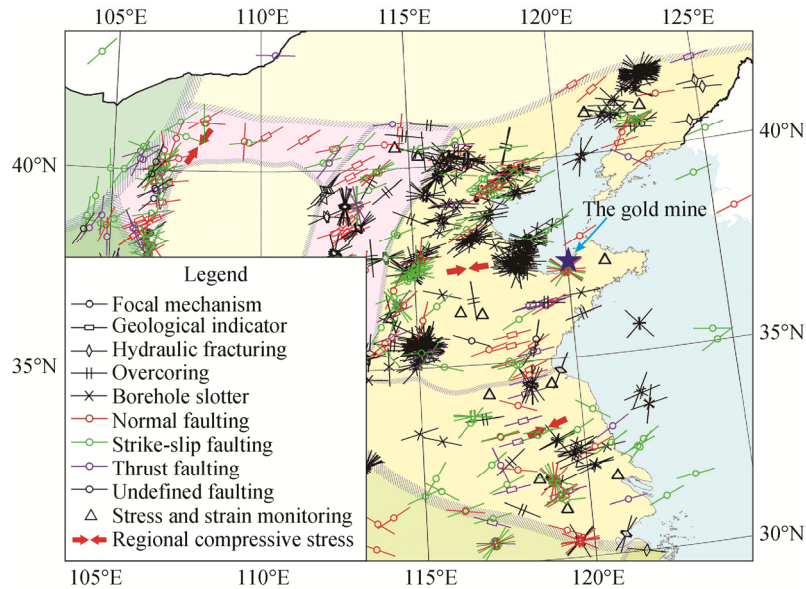 105°E 110°E 115°E 120°E 125°E
40°N
40°N
The gold mine
Legend
Focal mechanism
Geological indicator
Hydraulic fracturing
Overcoring
Borehole slotter
Normal faulting
Strike-slip faulting
Thrust faulting
Undefined faulting
Stress and strain monitoring
Regional compressive stress
35°N
35°N
30°N
105°E 110°E 115°E 120°E